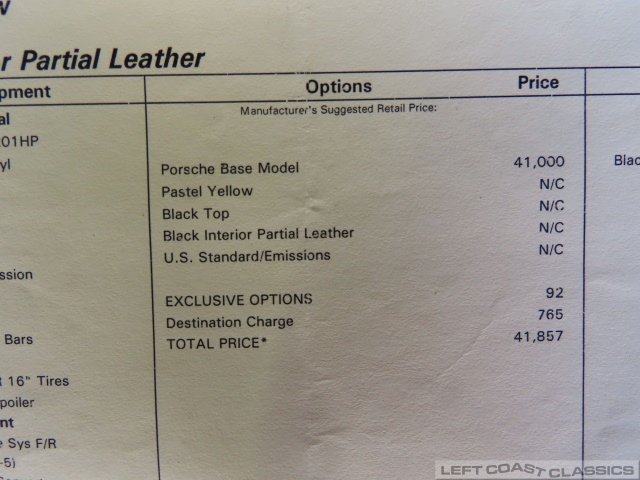 r Partial Leather
pment Options Price
al Manufacturer's Suggested Retail Price:
201HP
yl Porsche Base Model 41,000 Blac
Pastel Yellow N/C
Black Top N/C
Black Interior Partial Leather N/C
U.S. Standard/Emissions N/C
ssion
EXCLUSIVE OPTIONS 92
Destination Charge 765
Bars TOTAL PRICE* 41,857
16" Tires
poiler
nt
Sys F/R
-5)
LEFT COAST CLASSICS